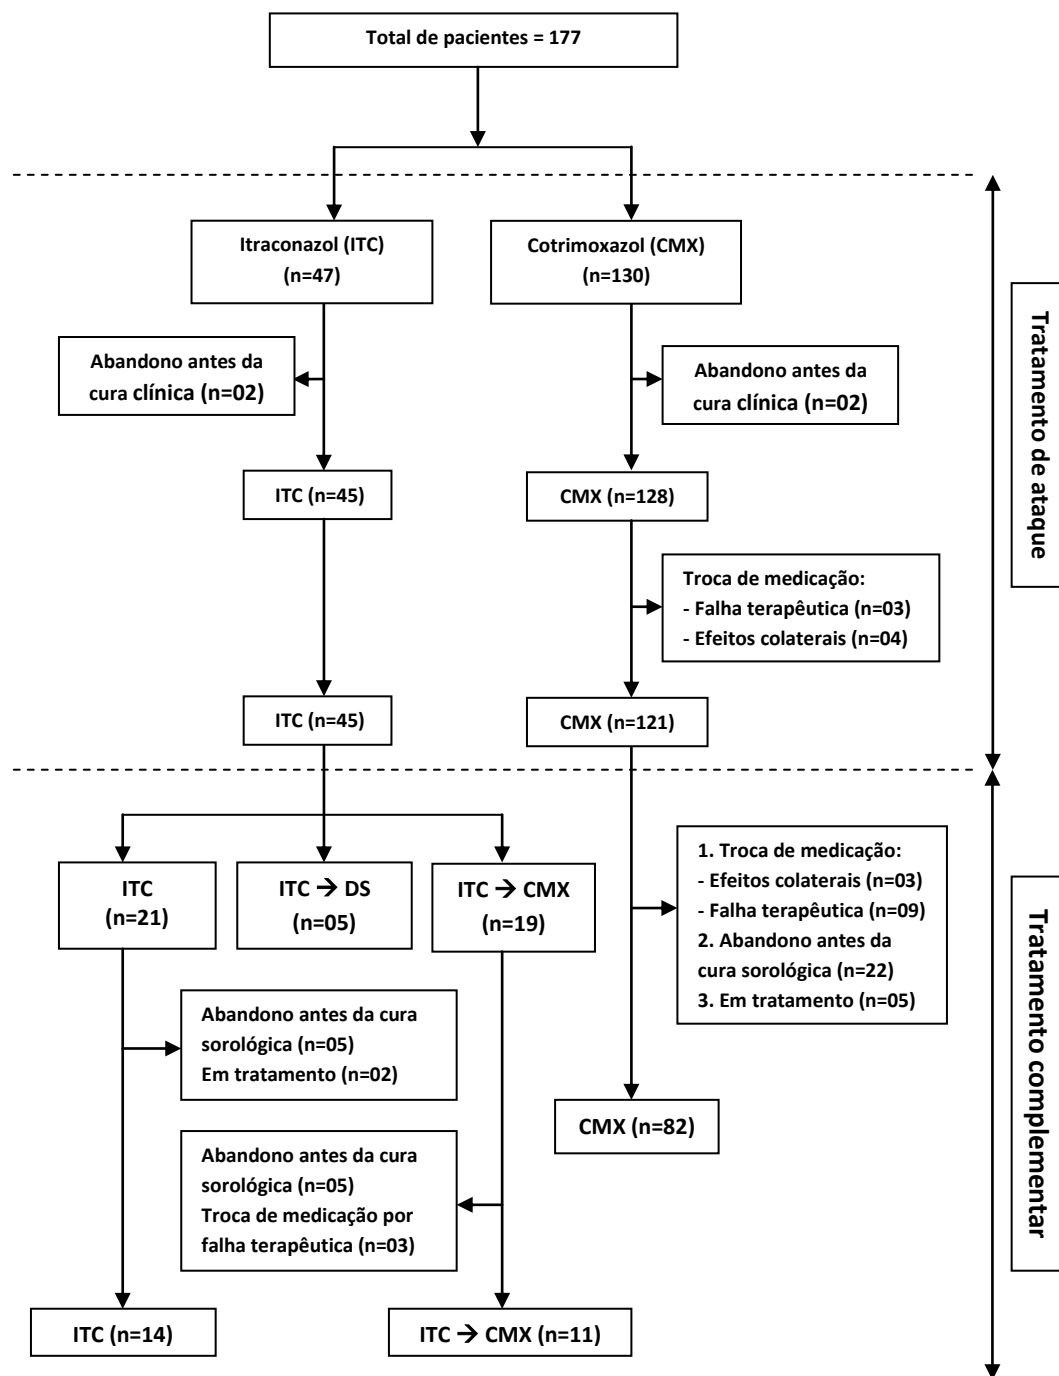 Total de pacientes = 177
Itraconazol (ITC)
(n=47)
Cotrimoxazol (CMX)
(n=130)
Abandono antes da
cura clínica (n=02)
Abandono antes da
cura clínica (n=02)
ITC (n=45)
CMX (n=128)
Troca de medicação:
- Falha terapêutica (n=03)
- Efeitos colaterais (n=04)
ITC (n=45)
CMX (n=121)
Tratamento de ataque
ITC
(n=21)
ITC → DS
(n=05)
ITC → CMX
(n=19)
1. Troca de medicação:
- Efeitos colaterais (n=03)
- Falha terapêutica (n=09)
2. Abandono antes da
cura sorológica (n=22)
3. Em tratamento (n=05)
Abandono antes da cura
sorológica (n=05)
Em tratamento (n=02)
CMX (n=82)
Abandono antes da cura
sorológica (n=05)
Troca de medicação por
falha terapêutica (n=03)
ITC (n=14)
ITC → CMX (n=11)
Tratamento complementar